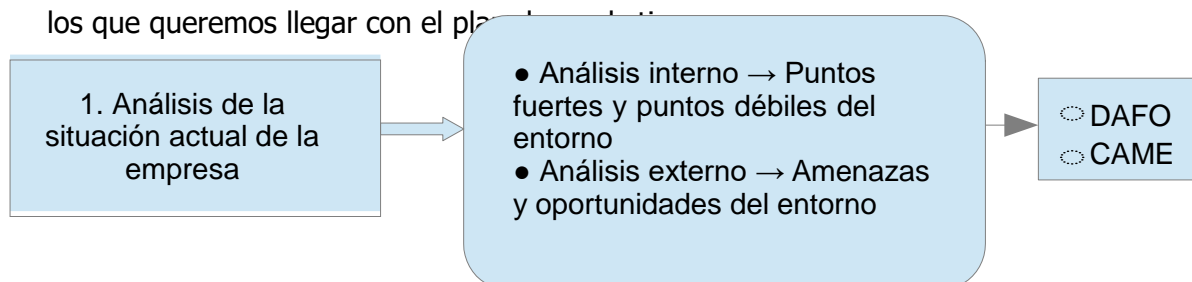 los que queremos llegar con el
1. Análisis de la
situación actual de la
empresa
● Análisis interno → Puntos
fuertes y puntos débiles del
entorno
● Análisis externo → Amenazas
y oportunidades del entorno
DAFO
CAME